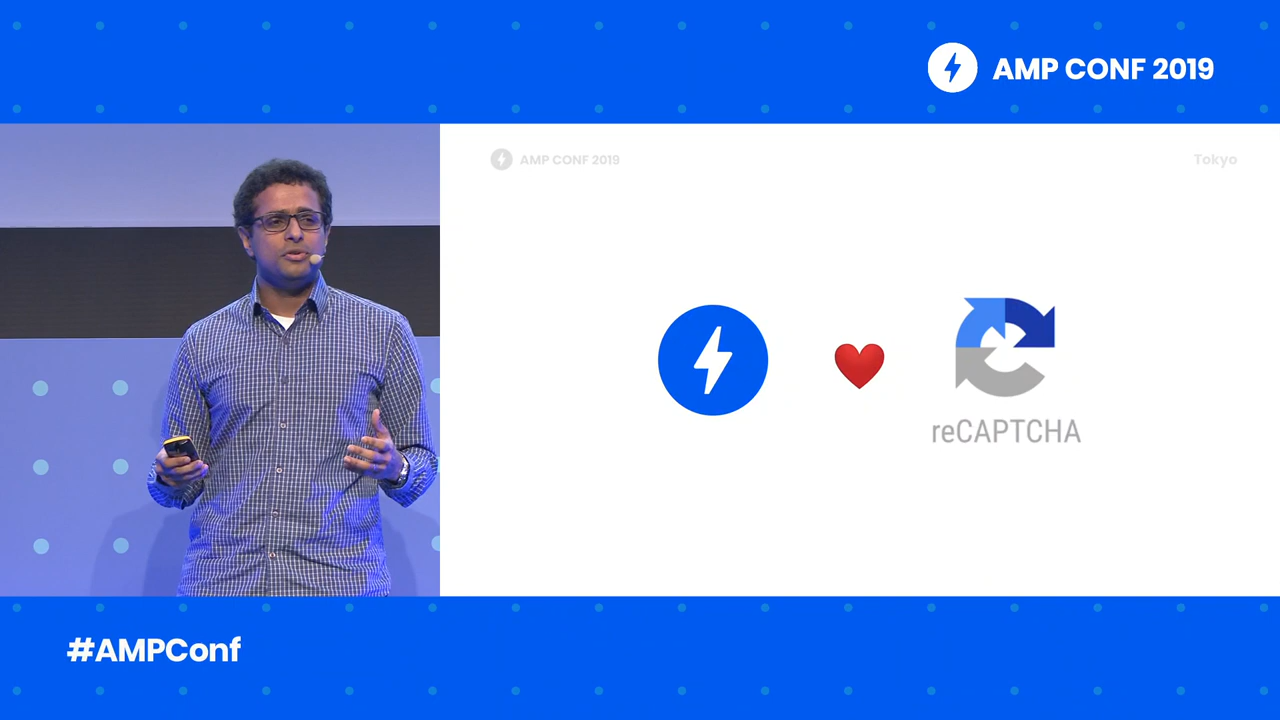 AMP CONF 2019
AMP CONF 2019
Tokyo
reCAPTCHA
#AMPConf